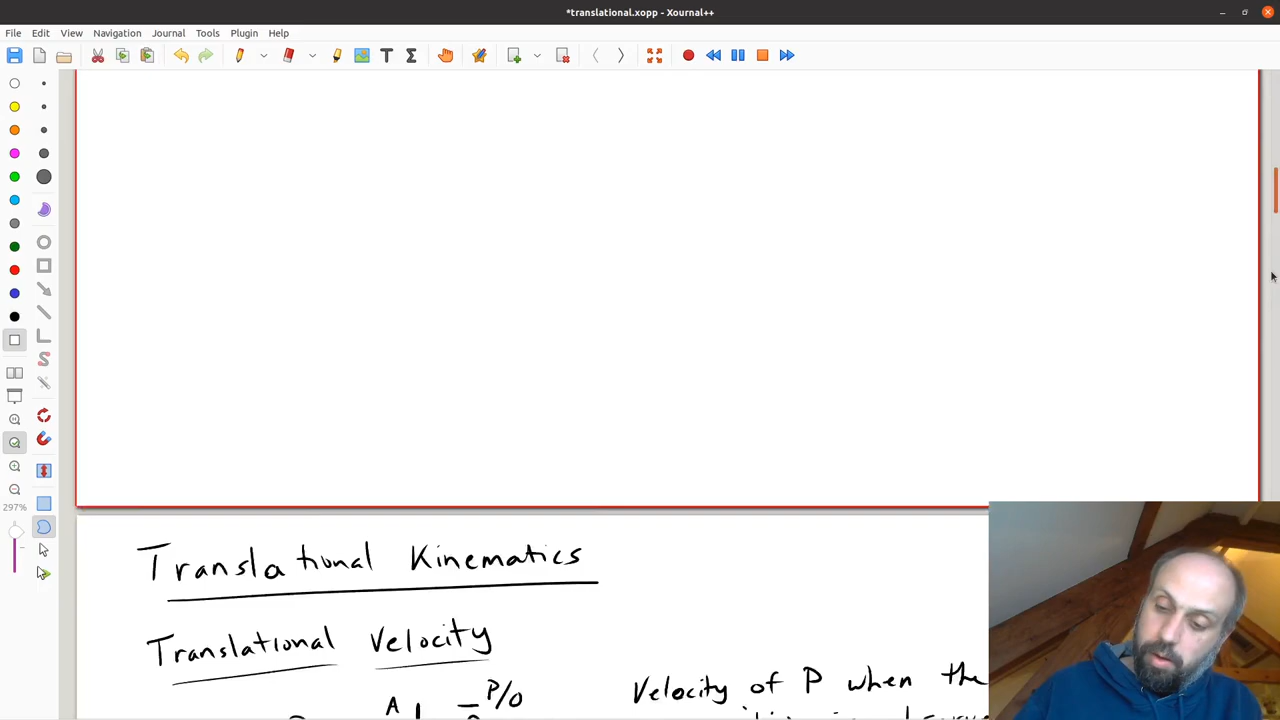 *translational.xopp - Xournal++
File Edit View Navigation Journal Tools Plugin Help
297%
Translational Kinematics
Translational Velocity
A P/O
Velocity of P when the